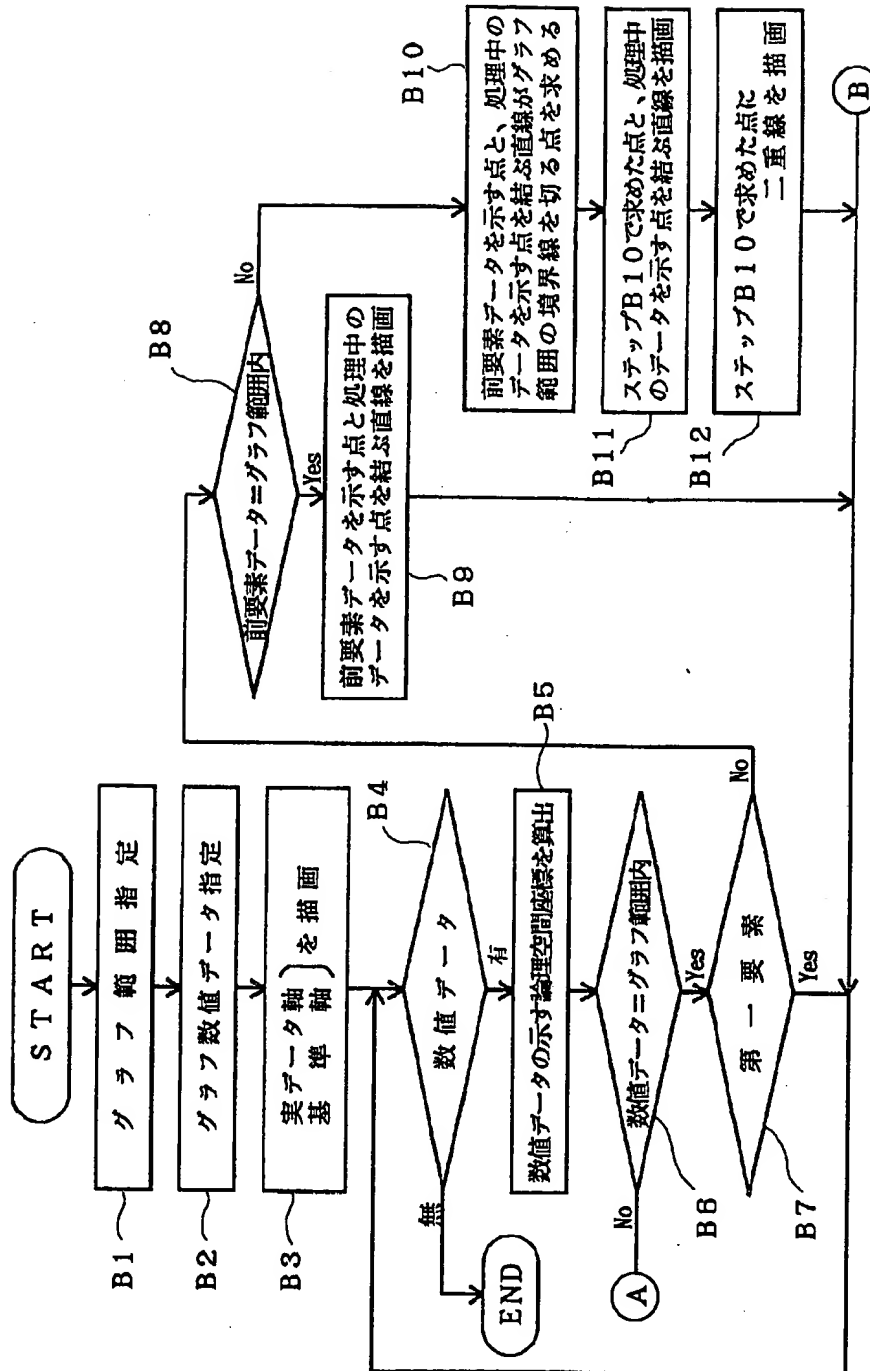 START
グラフ範囲指定
B1
グラフ数値データ指定
B2
実データ軸
基準軸
を描画
B3
数値データ
B4
無
END
有
数値データの示す論理空間座標を算出
B5
数値データ=グラフ範囲内
B6
No
A
Yes
第一要素
B7
No
Yes
前要素データ=グラフ範囲内
B8
No
Yes
前要素データを示す点と処理中の
データを示す点を結ぶ直線を描画
B9
前要素データを示す点と、処理中の
データを示す点を結ぶ直線がグラフ
範囲の境界線を切る点を求める
B10
ステップB10で求めた点と、処理中
のデータを示す点を結ぶ直線を描画
B11
ステップB10で求めた点に
二重線を描画
B12
B